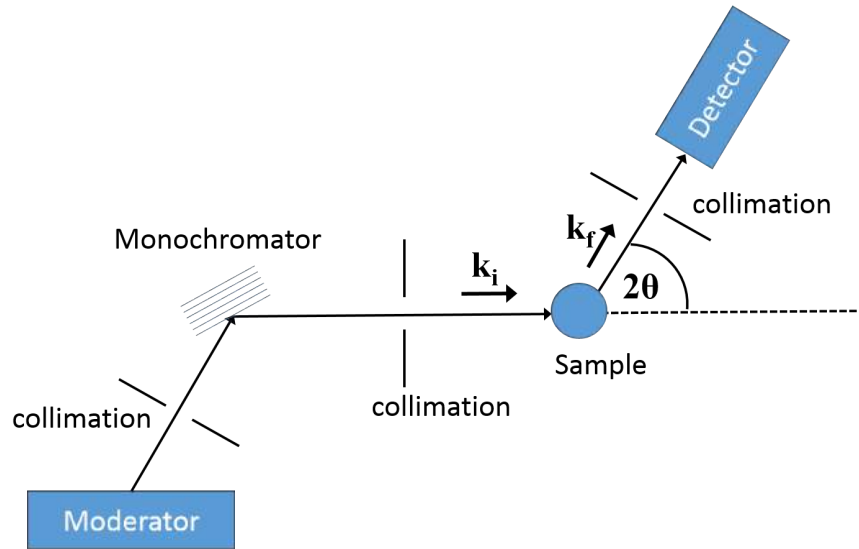 Detector
collimation
Monochromator
k_f
k_i
2θ
Sample
collimation
collimation
Moderator